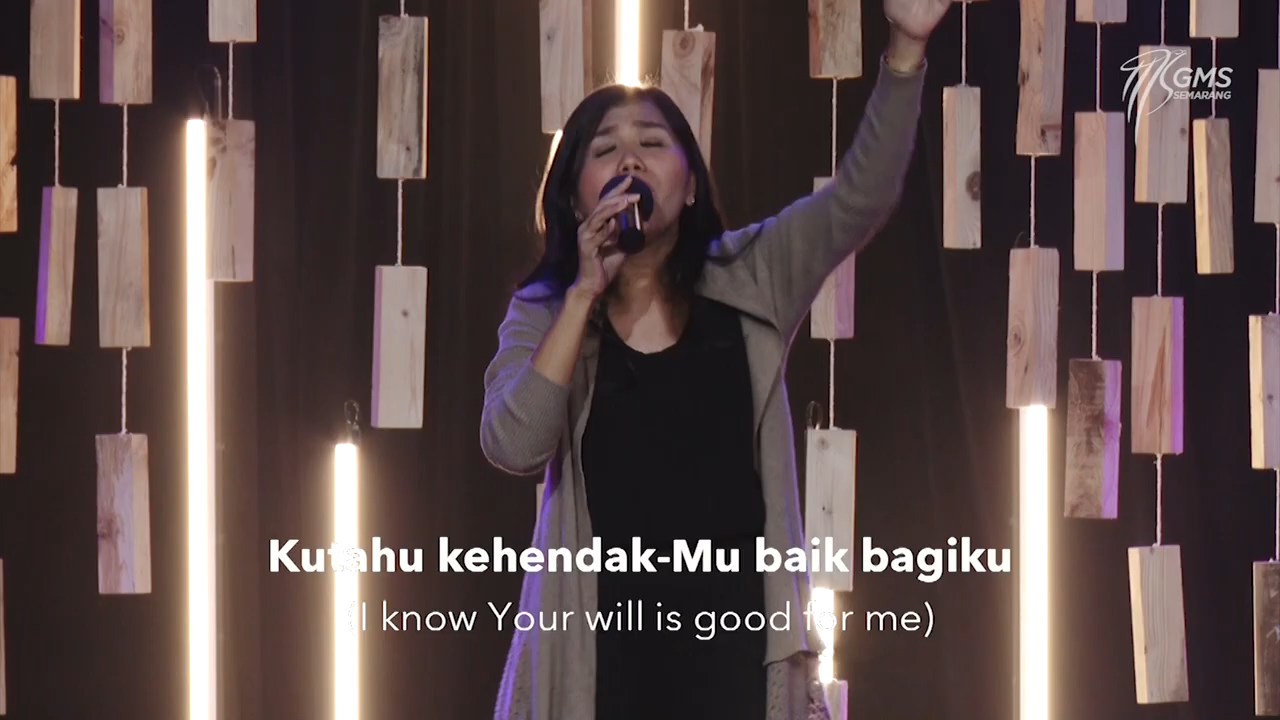 GMS
SEMARANG
Kutahu kehendak-Mu baik bagiku
(I know Your will is good for me)